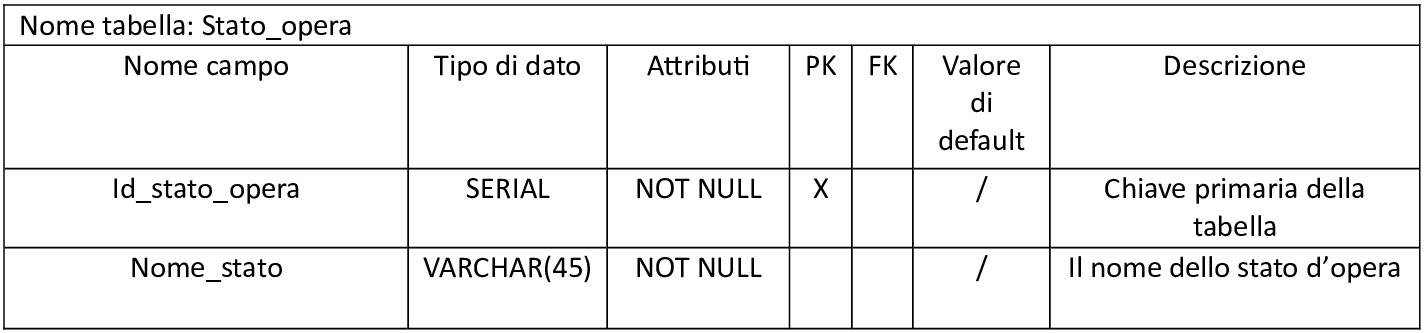 Nome tabella: Stato_opera
Nome campo Tipo di dato Attributi PK FK Valore di default Descrizione
Id_stato_opera SERIAL NOT NULL X / Chiave primaria della tabella
Nome_stato VARCHAR(45) NOT NULL / Il nome dello stato d’opera